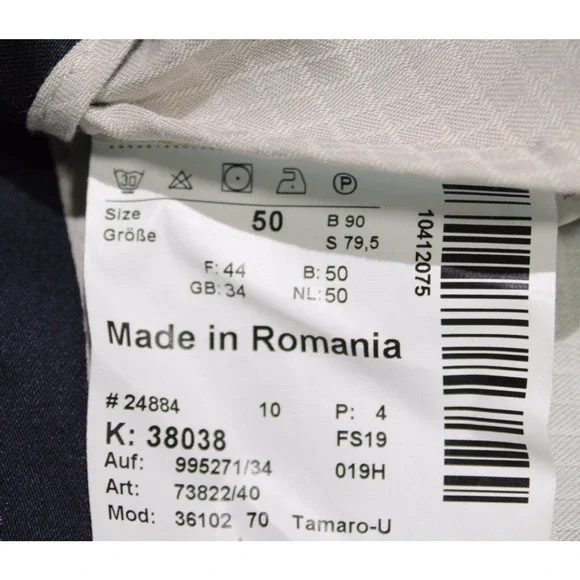 30 P
Size 50 B 90
Größe S 79,5
F: 44 B: 50
GB: 34 NL: 50
Made in Romania
# 24884 10 P: 4
K: 38038 FS19
Auf: 995271/34 019H
Art: 73822/40
Mod: 36102 70 Tamaro-U
10412075